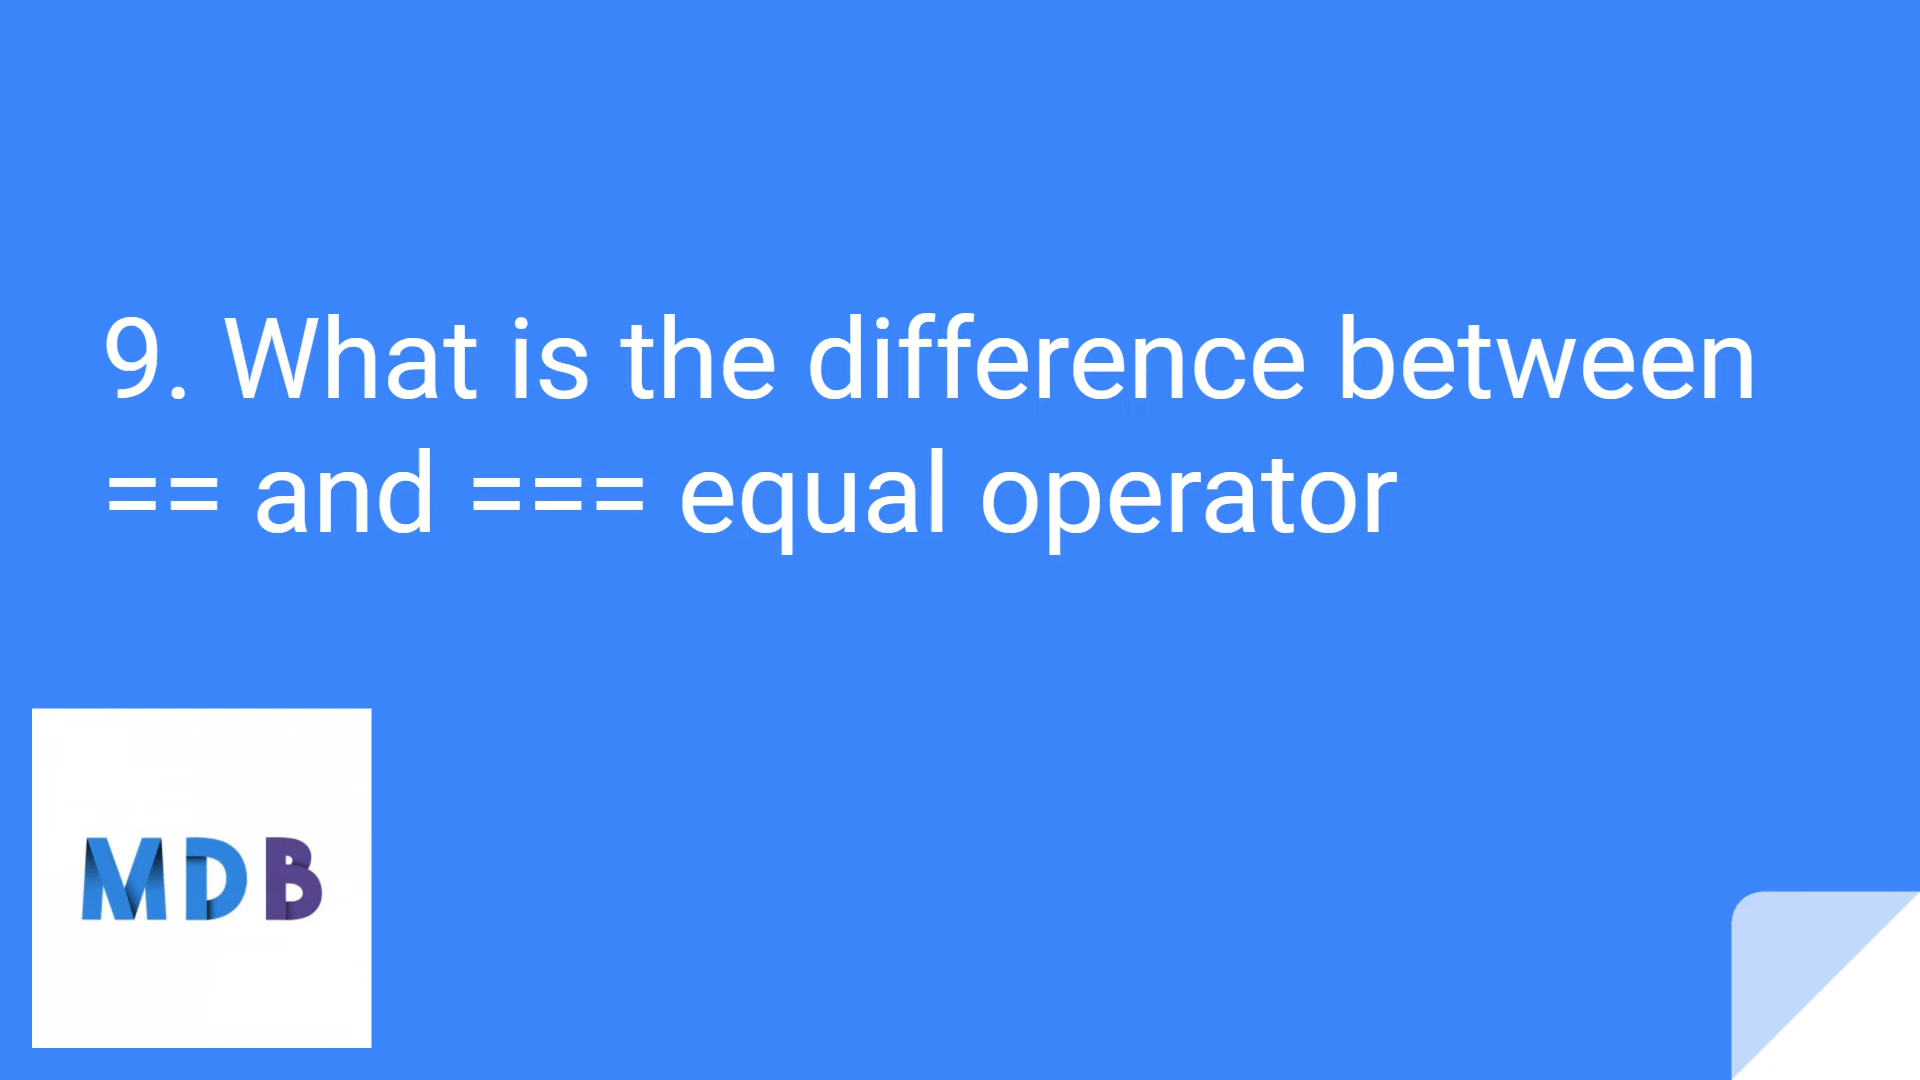 9. What is the difference between
== and === equal operator
MDB